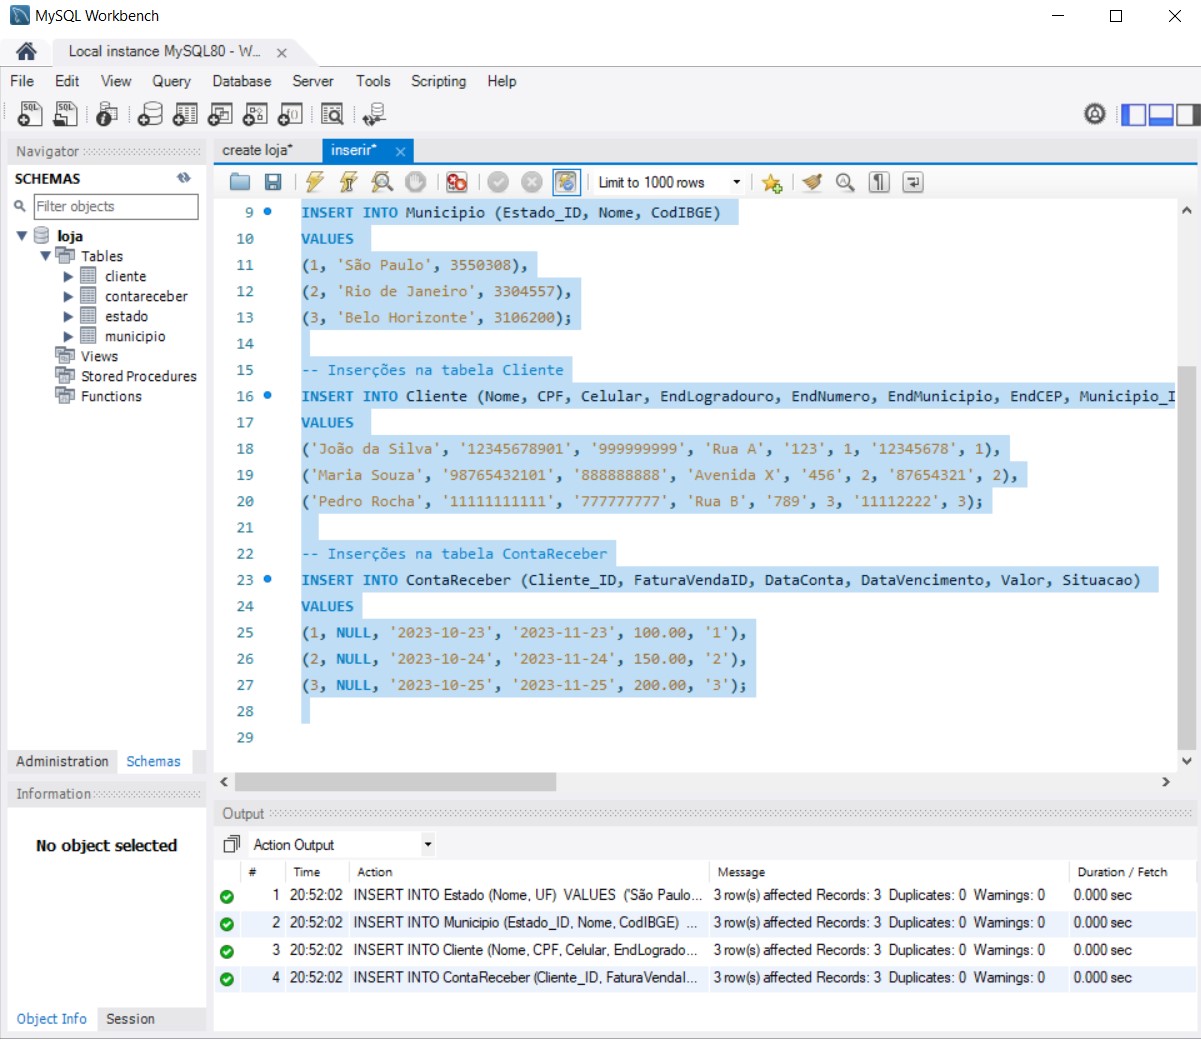 MySQL Workbench
Local instance MySQL80 - W...
File Edit View Query Database Server Tools Scripting Help
Navigator
SCHEMAS
Filter objects
loja
Tables
cliente
contareceber
estado
municipio
Views
Stored Procedures
Functions
Administration Schemas
Information
No object selected
Object Info Session
create loja* inserir*
Limit to 1000 rows
9 INSERT INTO Municipio (Estado_ID, Nome, CodIBGE)
10 VALUES
11 (1, 'São Paulo', 3550308),
12 (2, 'Rio de Janeiro', 3304557),
13 (3, 'Belo Horizonte', 3106200);
14
15 -- Inserções na tabela Cliente
16 INSERT INTO Cliente (Nome, CPF, Celular, EndLogradouro, EndNumero, EndMunicipio, EndCEP, Municipio_I
17 VALUES
18 ('João da Silva', '12345678901', '999999999', 'Rua A', '123', 1, '12345678', 1),
19 ('Maria Souza', '98765432101', '888888888', 'Avenida X', '456', 2, '87654321', 2),
20 ('Pedro Rocha', '11111111111', '777777777', 'Rua B', '789', 3, '11112222', 3);
21
22 -- Inserções na tabela ContaReceber
23 INSERT INTO ContaReceber (Cliente_ID, FaturaVendaID, DataConta, DataVencimento, Valor, Situacao)
24 VALUES
25 (1, NULL, '2023-10-23', '2023-11-23', 100.00, '1'),
26 (2, NULL, '2023-10-24', '2023-11-24', 150.00, '2'),
27 (3, NULL, '2023-10-25', '2023-11-25', 200.00, '3');
28
29
Output
Action Output
# Time Action Message Duration / Fetch
1 20:52:02 INSERT INTO Estado (Nome, UF) VALUES ('São Paulo... 3 row(s) affected Records: 3 Duplicates: 0 Warnings: 0 0.000 sec
2 20:52:02 INSERT INTO Municipio (Estado_ID, Nome, CodIBGE) ... 3 row(s) affected Records: 3 Duplicates: 0 Warnings: 0 0.000 sec
3 20:52:02 INSERT INTO Cliente (Nome, CPF, Celular, EndLogrado... 3 row(s) affected Records: 3 Duplicates: 0 Warnings: 0 0.000 sec
4 20:52:02 INSERT INTO ContaReceber (Cliente_ID, FaturaVendaI... 3 row(s) affected Records: 3 Duplicates: 0 Warnings: 0 0.000 sec